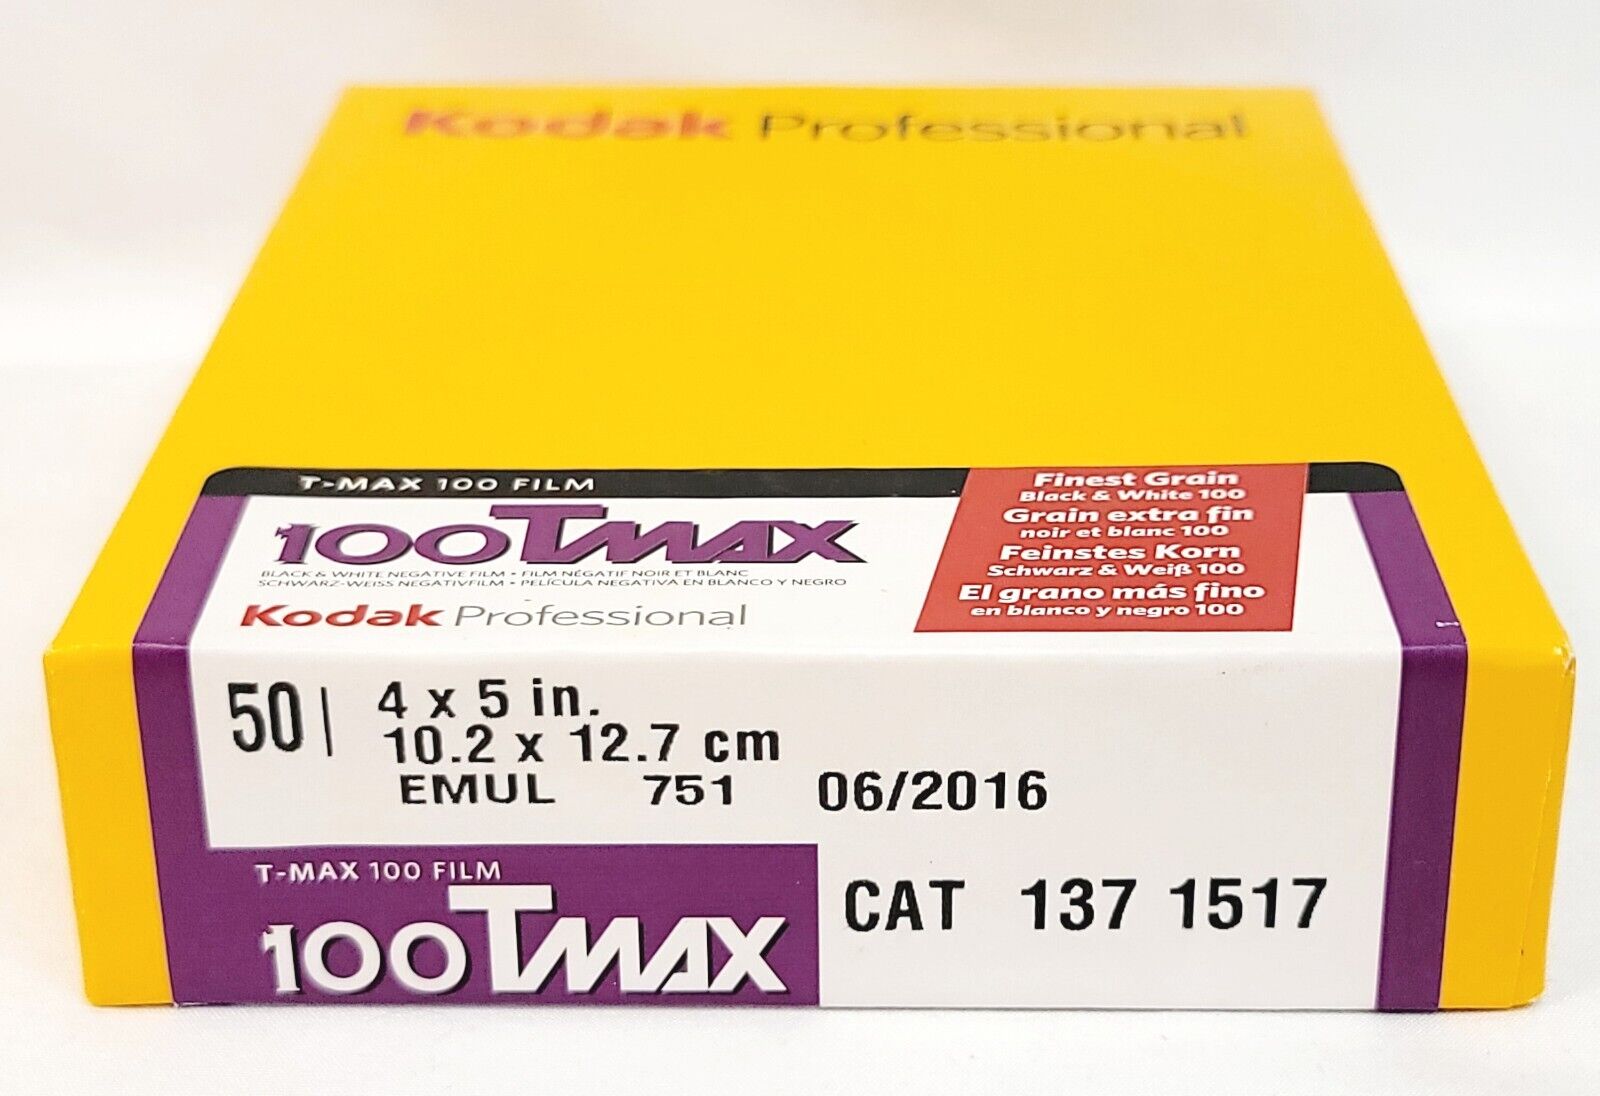 Kodak Professional
T-MAX 100 FILM
100TMAX
BLACK & WHITE NEGATIVE FILM • FILM NÉGATIF NOIR ET BLANC
SCHWARZ-WEISS NEGATIVFILM • PELÍCULA NEGATIVA EN BLANCO Y NEGRO
Kodak Professional
Finest Grain
Black & White 100
Grain extra fin
noir et blanc 100
Feinstes Korn
Schwarz & Weiß 100
El grano más fino
en blanco y negro 100
50 | 4 x 5 in.
10.2 x 12.7 cm
EMUL 751 06/2016
T-MAX 100 FILM
100TMAX
CAT 137 1517